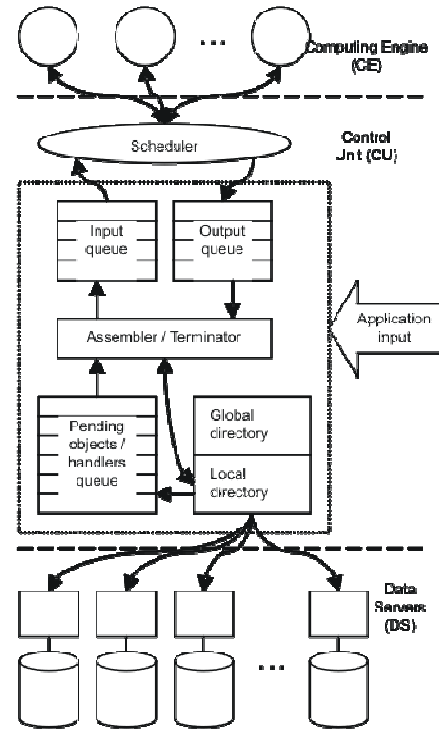 Computing Engine
(CE)
Scheduler
Control
Jnt (CU)
Input
queue
Output
queue
Assembler / Terminator
Application
input
Pending
objects /
handlers
queue
Global
directory
Local
directory
Data
Servers
(DS)